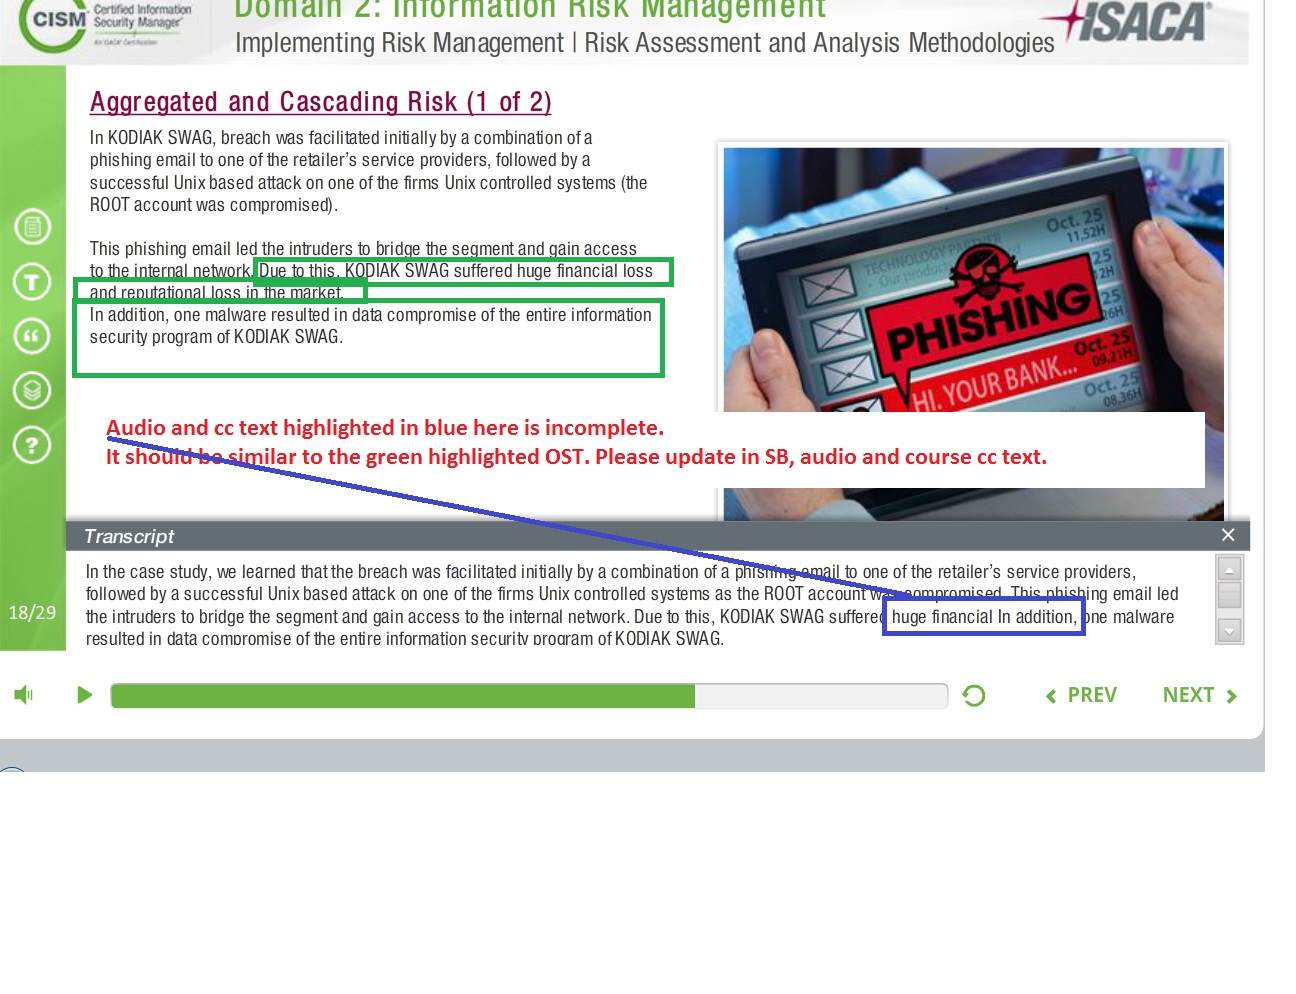 CISM Certified Information
Security Manager®
An ISACA® Certification
Domain 2: Information Risk Management
Implementing Risk Management | Risk Assessment and Analysis Methodologies
ISACA®
Aggregated and Cascading Risk (1 of 2)
In KODIAK SWAG, breach was facilitated initially by a combination of a
phishing email to one of the retailer's service providers, followed by a
successful Unix based attack on one of the firms Unix controlled systems (the
ROOT account was compromised).
This phishing email led the intruders to bridge the segment and gain access
to the internal network. Due to this, KODIAK SWAG suffered huge financial loss
and reputational loss in the market.
In addition, one malware resulted in data compromise of the entire information
security program of KODIAK SWAG.
T
?
18/29
Oct. 25
11,52H
TECHNOLOGY PARTNER
Our produc
25
2H
PHISHING
25
26H
Oct. 25
09,21H
HI. YOUR BANK...
Oct. 25
08,36H
Audio and cc text highlighted in blue here is incomplete.
It should be similar to the green highlighted OST. Please update in SB, audio and course cc text.
Transcript
In the case study, we learned that the breach was facilitated initially by a combination of a phishing email to one of the retailer's service providers,
followed by a successful Unix based attack on one of the firms Unix controlled systems as the ROOT account was compromised. This phishing email led
the intruders to bridge the segment and gain access to the internal network. Due to this, KODIAK SWAG suffered huge financial In addition, one malware
resulted in data compromise of the entire information security program of KODIAK SWAG.
PREV
NEXT